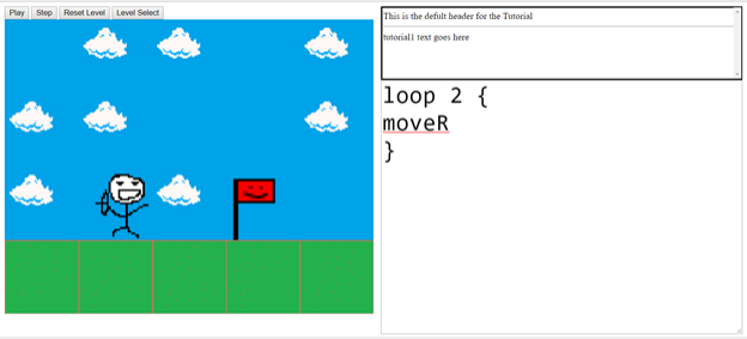 Play Step Reset Level Level Select
This is the defult header for the Tutorial
tutorial1 text goes here
loop 2 {
moveR
}